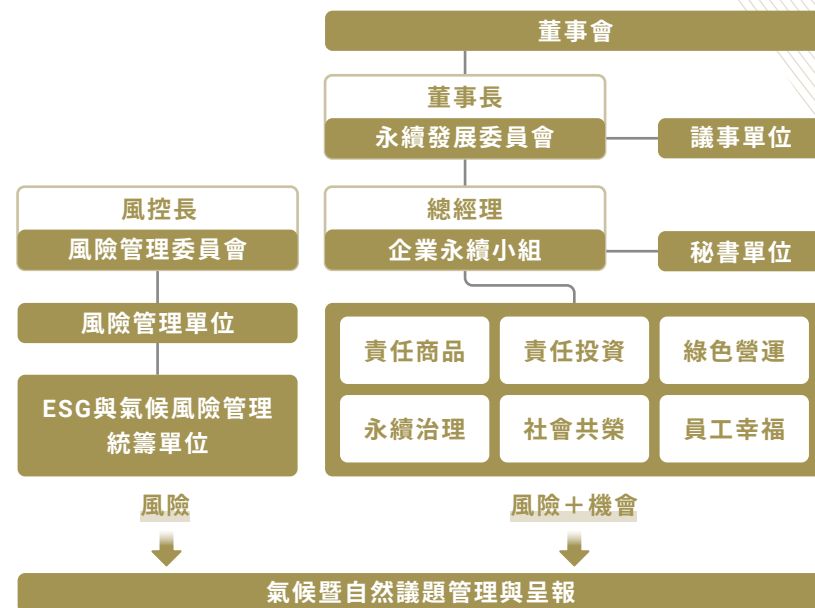 董事會
董事長
永續發展委員會
議事單位
風控長
風險管理委員會
總經理
企業永續小組
秘書單位
風險管理單位
ESG與氣候風險管理
統籌單位
責任商品
責任投資
綠色營運
永續治理
社會共榮
員工幸福
風險
風險＋機會
氣候暨自然議題管理與呈報